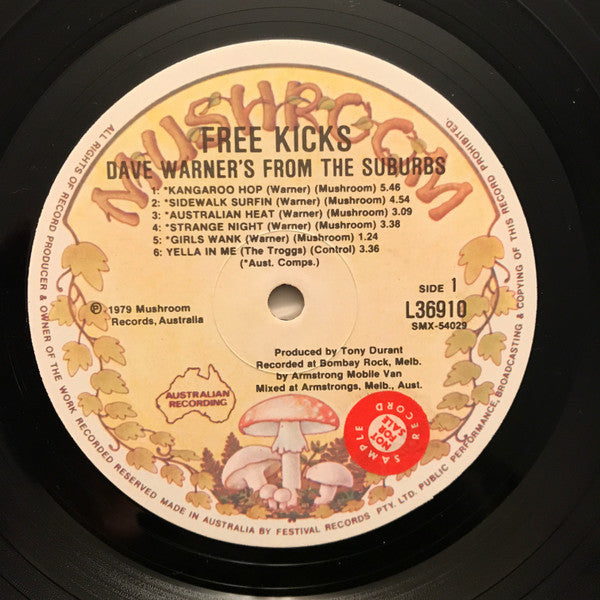 MUSHROOM
FREE KICKS
DAVE WARNER'S FROM THE SUBURBS
1: *KANGAROO HOP (Warner) (Mushroom) 5.46
2: *SIDEWALK SURFIN (Warner) (Mushroom) 4.54
3: *AUSTRALIAN HEAT (Warner) (Mushroom) 3.09
4: *STRANGE NIGHT (Warner) (Mushroom) 3.38
5: *GIRLS WANK (Warner) (Mushroom) 1.24
6: YELLA IN ME (The Troggs) (Control) 3.36
(*Aust. Comps.)
SIDE 1
L36910
SMX-54029
℗ 1979 Mushroom
Records, Australia
Produced by Tony Durant
Recorded at Bombay Rock, Melb.
by Armstrong Mobile Van
Mixed at Armstrongs, Melb., Aust.
AUSTRALIAN
RECORDING
SAMPLE RECORD
NOT FOR SALE
ALL RIGHTS OF RECORD PRODUCER & OWNER OF THE WORK RECORDED RESERVED MADE IN AUSTRALIA BY FESTIVAL RECORDS PTY. LTD. PUBLIC PERFORMANCE, BROADCASTING & COPYING OF THIS RECORD PROHIBITED.